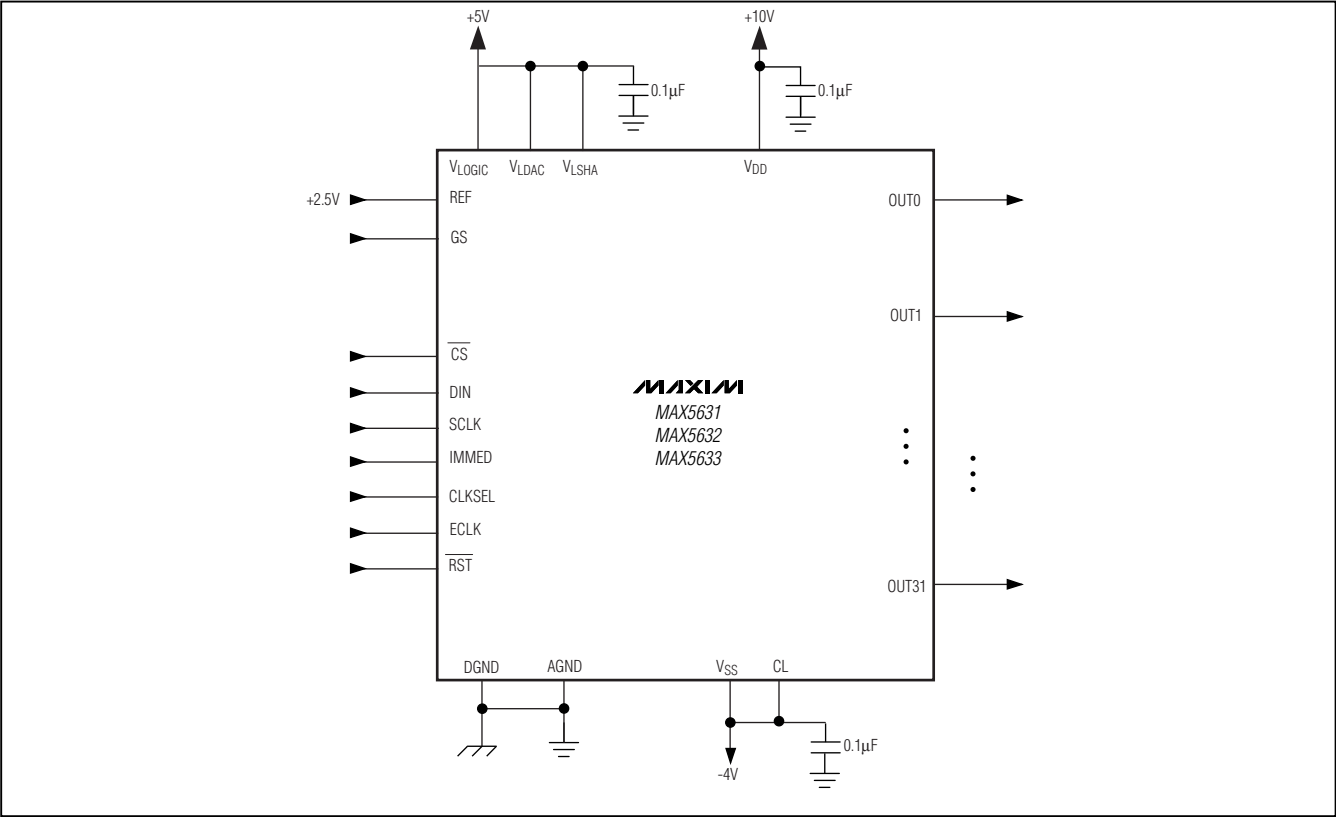 +5V
+10V
0.1µF
0.1µF
VLOGIC VLDAC VLSHA VDD
+2.5V REF
OUT0
GS
OUT1
CS
DIN
MAXIM
MAX5631
SCLK
MAX5632
IMMED
MAX5633
CLKSEL
ECLK
RST
OUT31
DGND AGND VSS CL
0.1µF
-4V